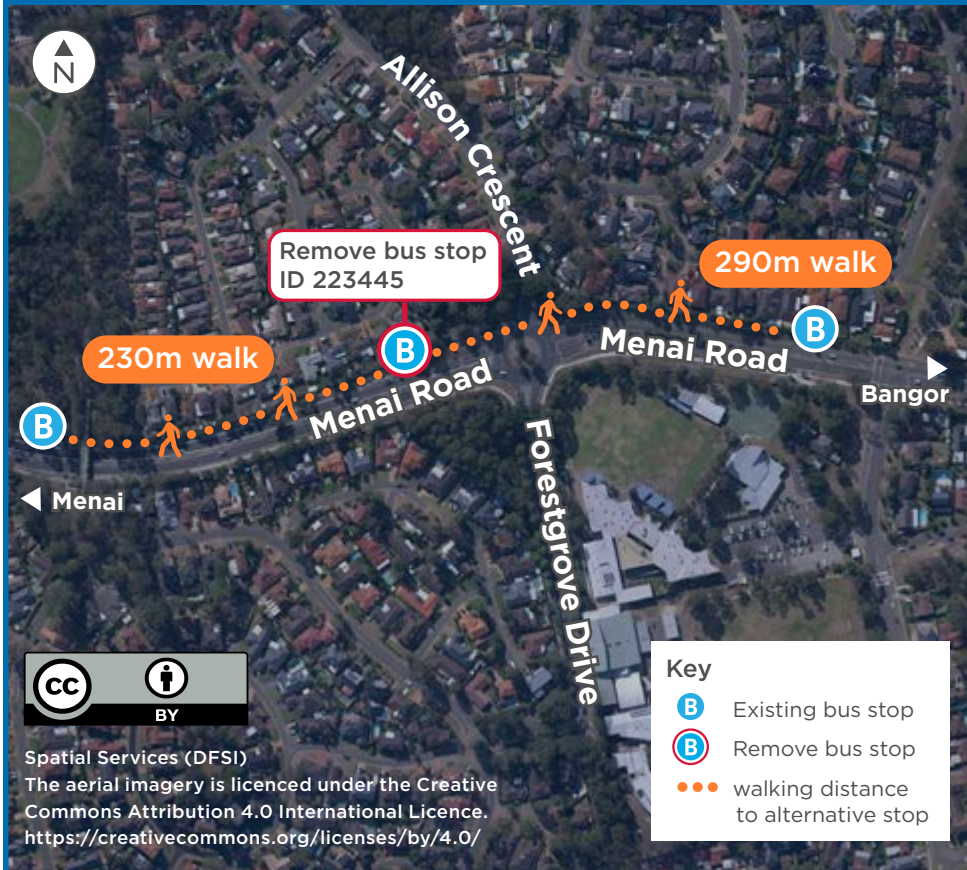 N
Allison Crescent
Remove bus stop
ID 223445
290m walk
B
B
230m walk
Menai Road
Menai Road
Bangor
B
Forestgrove Drive
Menai
CC
BY
Spatial Services (DFSI)
The aerial imagery is licenced under the Creative
Commons Attribution 4.0 International Licence.
https://creativecommons.org/licenses/by/4.0/
Key
B Existing bus stop
B Remove bus stop
walking distance
to alternative stop